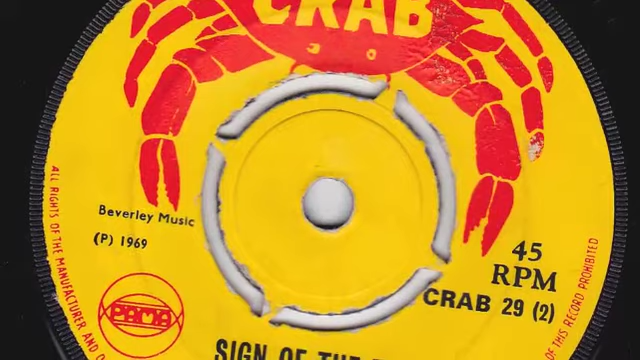 CRAB
Beverley Music
(P) 1969
ALL RIGHTS OF THE MANUFACTURER AND
PAMA
45
RPM
CRAB 29 (2)
OF THIS RECORD PROHIBITED
SIGN OF THE